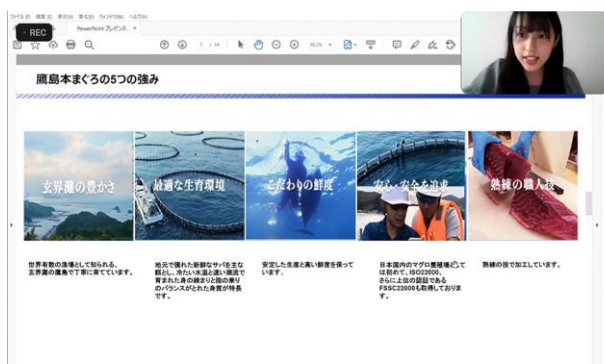 ファイル(F) 編集(E) 表示(V) 署名(S) ウィンドウ(W) ヘルプ(H)
REC
PowerPoint プレゼンテ... ×
7 / 14
鷹島本まぐろの5つの強み
玄界灘の豊かさ
最適な生育環境
こだわりの鮮度
安心・安全を追求
熟練の職人技
世界有数の漁場として知られる、
玄界灘の鷹島で丁寧に育てています。
地元で獲れた新鮮なサバを主な
餌とし、冷たい水温と速い潮流で
育まれた身の締まりと脂の乗り
のバランスがとれた身質が特長
です。
安定した生産と高い鮮度を保って
います。
日本国内のマグロ養殖場としては
は初めて、ISO22000、
さらに上位の認証である
FSSC22000も取得しておりま
す。
熟練の技で加工しています。